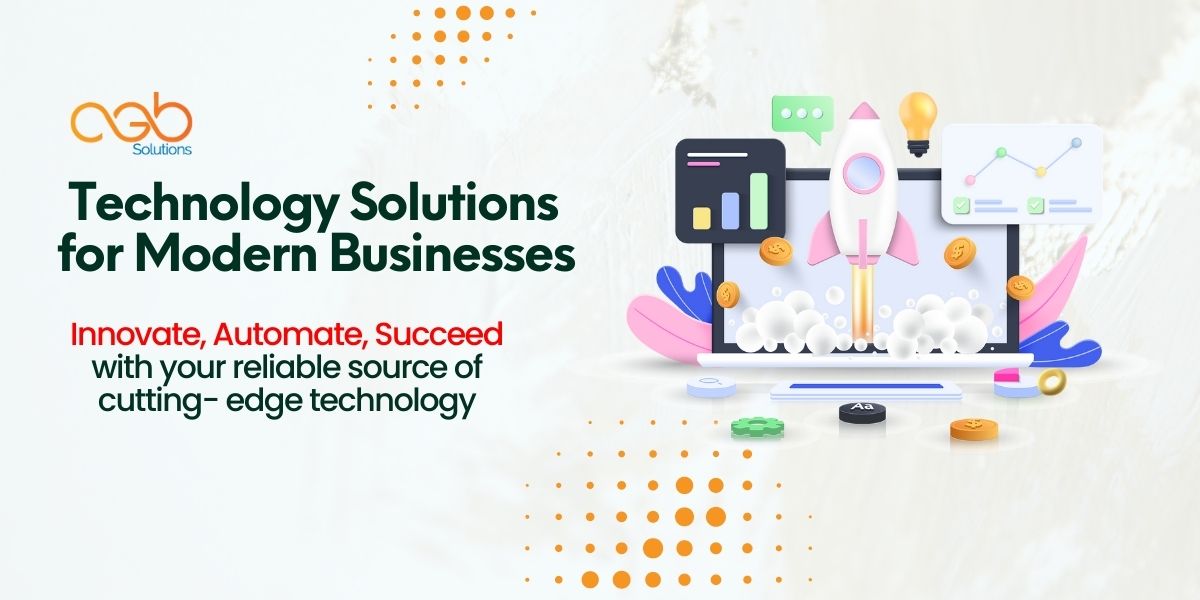 AGb
Solutions
Technology Solutions
for Modern Businesses
Innovate, Automate, Succeed
with your reliable source of
cutting- edge technology
Aa